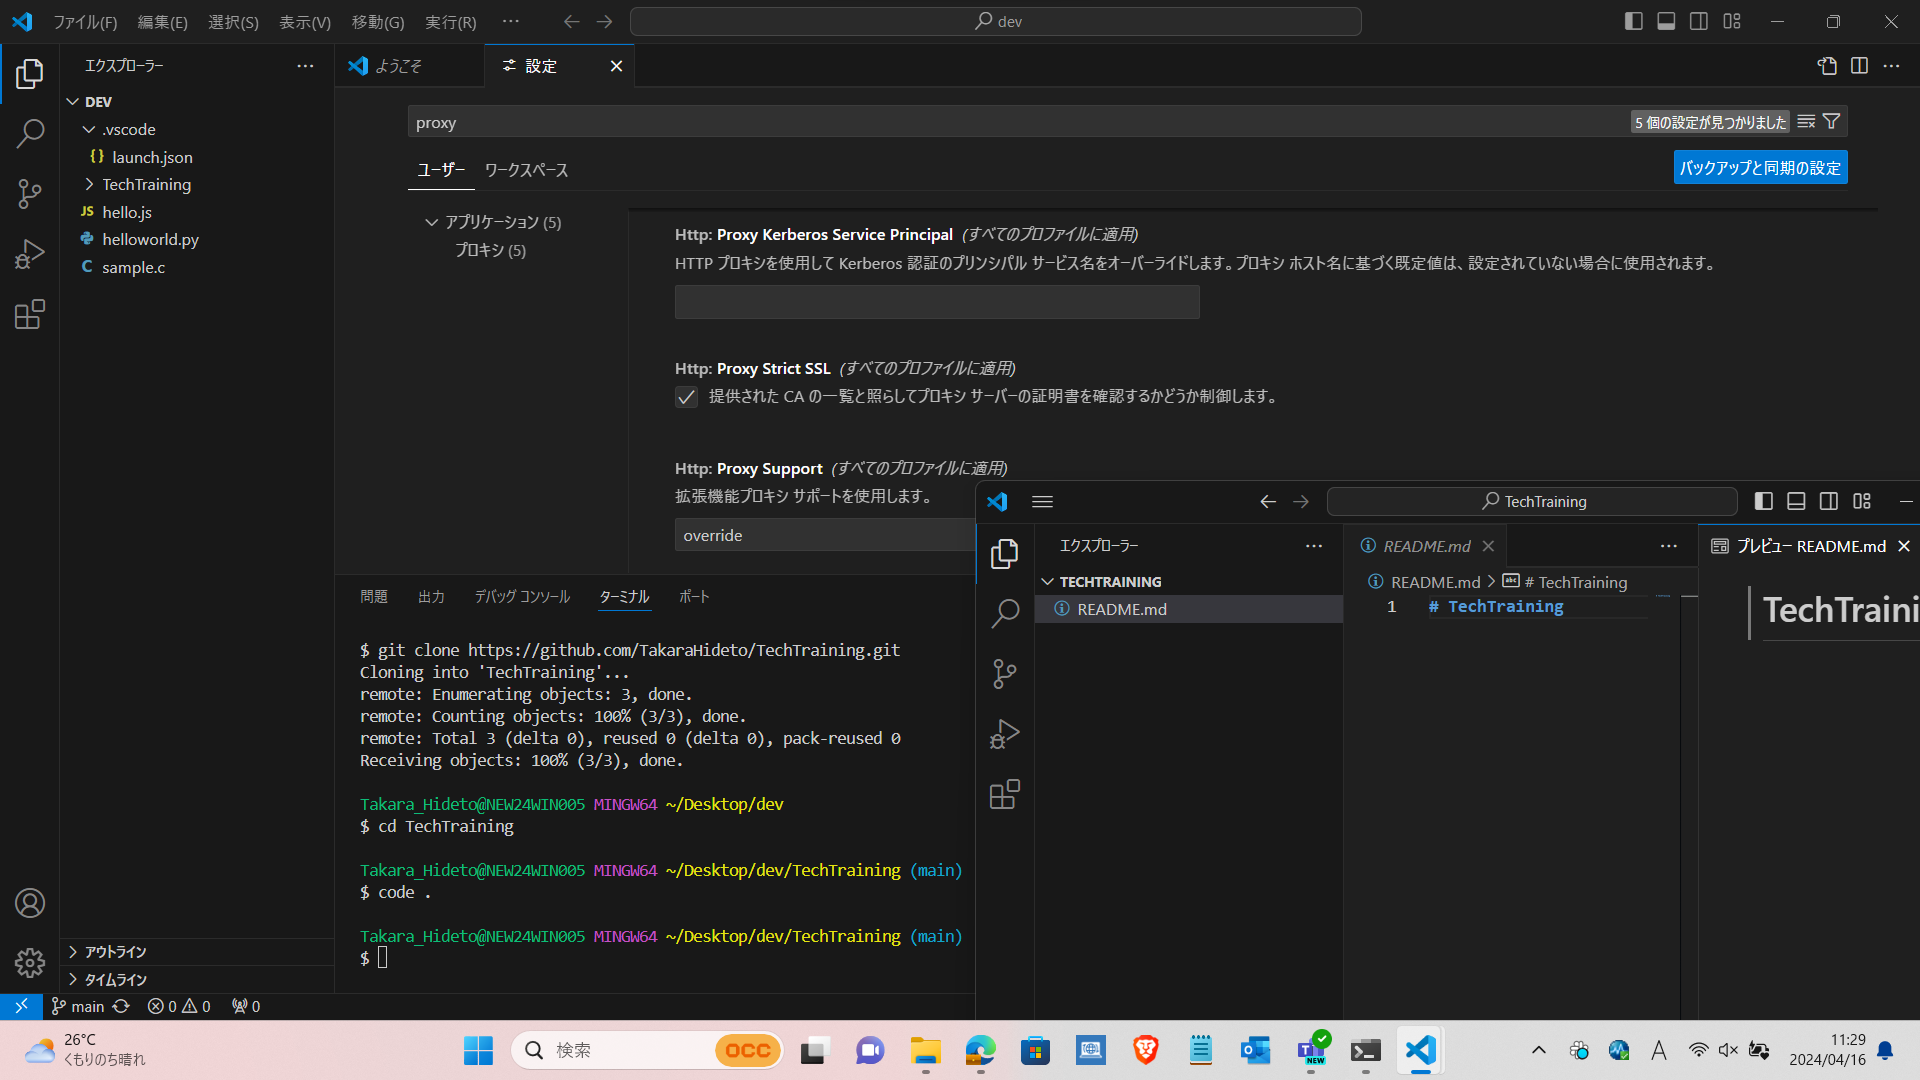 ファイル(F) 編集(E) 選択(S) 表示(V) 移動(G) 実行(R) ··· dev
エクスプローラー ···
DEV
.vscode
{} launch.json
TechTraining
JS hello.js
helloworld.py
C sample.c
アウトライン
タイムライン
ようこそ
設定
proxy
5 個の設定が見つかりました
ユーザー ワークスペース
バックアップと同期の設定
アプリケーション (5)
プロキシ (5)
Http: Proxy Kerberos Service Principal (すべてのプロファイルに適用)
HTTP プロキシを使用して Kerberos 認証のプリンシパル サービス名をオーバーライドします。プロキシ ホスト名に基づく既定値は、設定されていない場合に使用されます。
Http: Proxy Strict SSL (すべてのプロファイルに適用)
提供された CA の一覧と照らしてプロキシ サーバーの証明書を確認するかどうか制御します。
Http: Proxy Support (すべてのプロファイルに適用)
拡張機能プロキシ サポートを使用します。
override
問題 出力 デバッグ コンソール ターミナル ポート
$ git clone https://github.com/TakaraHideto/TechTraining.git
Cloning into 'TechTraining'...
remote: Enumerating objects: 3, done.
remote: Counting objects: 100% (3/3), done.
remote: Total 3 (delta 0), reused 0 (delta 0), pack-reused 0
Receiving objects: 100% (3/3), done.
Takara_Hideto@NEW24WIN005 MINGW64 ~/Desktop/dev
$ cd TechTraining
Takara_Hideto@NEW24WIN005 MINGW64 ~/Desktop/dev/TechTraining (main)
$ code .
Takara_Hideto@NEW24WIN005 MINGW64 ~/Desktop/dev/TechTraining (main)
$
TechTraining
エクスプローラー ···
TECHTRAINING
README.md
README.md
README.md > # TechTraining
1 # TechTraining
プレビュー README.md
TechTraini
main 0 0 0
26°C
くもりのち晴れ
検索
OCC
NEW
A
11:29
2024/04/16